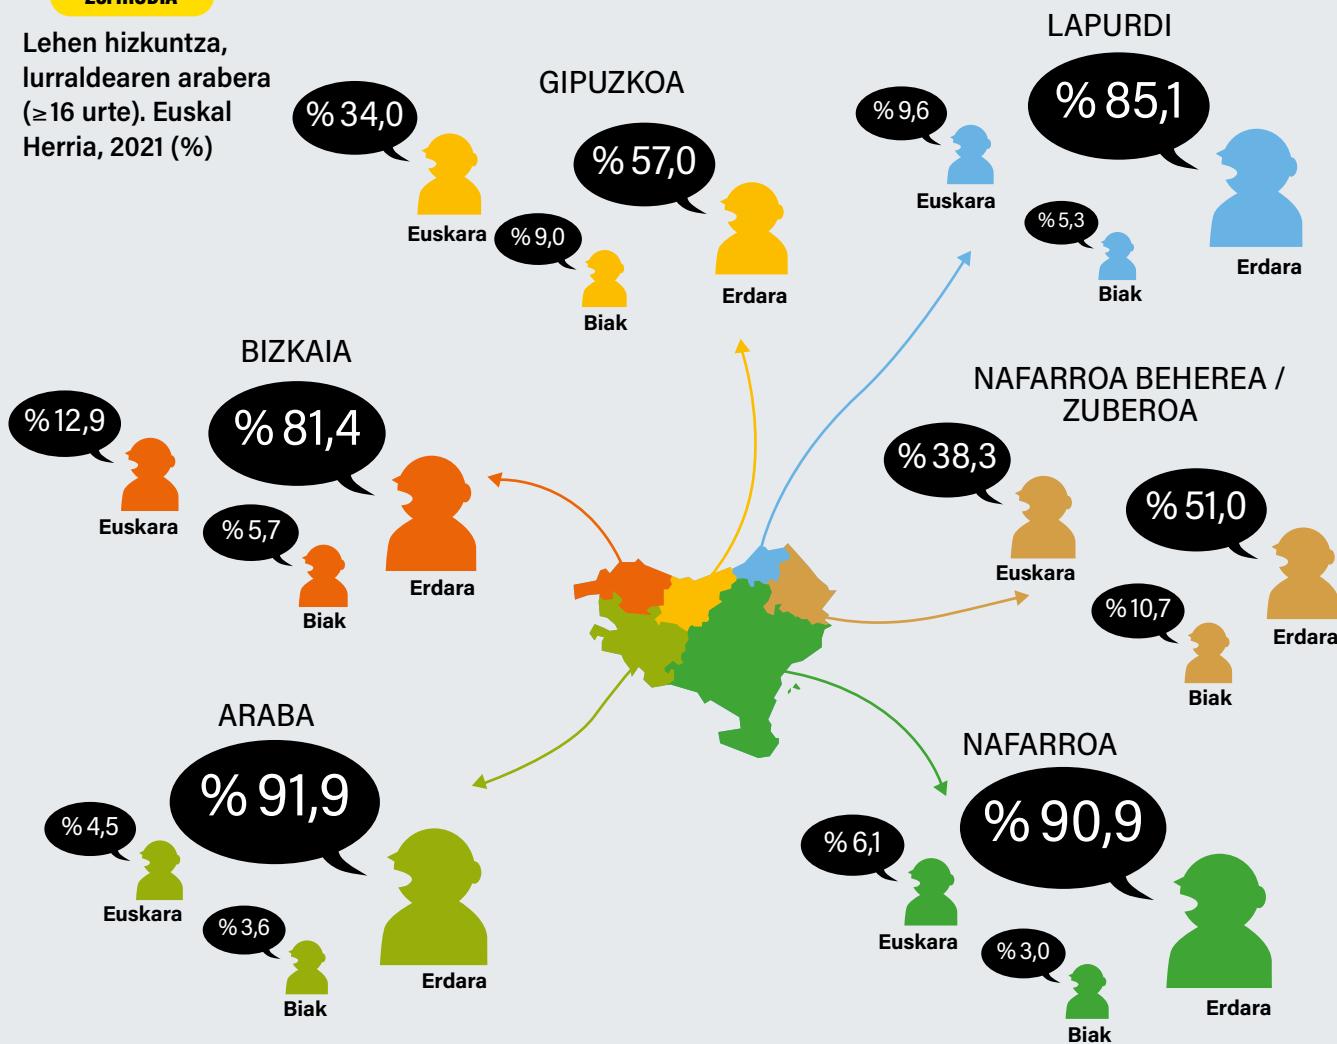 Lehen hizkuntza,
lurraldearen arabera
(≥16 urte). Euskal
Herria, 2021 (%)
GIPUZKOA
% 34,0
Euskara
% 9,0
Biak
% 57,0
Erdara
LAPURDI
% 9,6
Euskara
% 5,3
Biak
% 85,1
Erdara
BIZKAIA
% 12,9
Euskara
% 5,7
Biak
% 81,4
Erdara
NAFARROA BEHEREA /
ZUBEROA
% 38,3
Euskara
% 10,7
Biak
% 51,0
Erdara
ARABA
% 4,5
Euskara
% 3,6
Biak
% 91,9
Erdara
NAFARROA
% 6,1
Euskara
% 3,0
Biak
% 90,9
Erdara